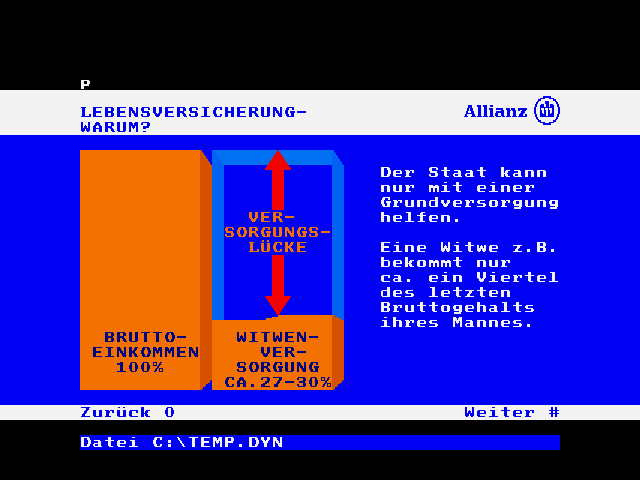 P
LEBENSVERSICHERUNG-
WARUM?
Allianz
VER-
SORGUNGS-
LÜCKE
BRUTTO-
EINKOMMEN
100%
WITWEN-
VER-
SORGUNG
CA.27-30%
Der Staat kann
nur mit einer
Grundversorgung
helfen.
Eine Witwe z.B.
bekommt nur
ca. ein Viertel
des letzten
Bruttogehalts
ihres Mannes.
Zurück 0
Weiter #
Datei C:\TEMP.DYN